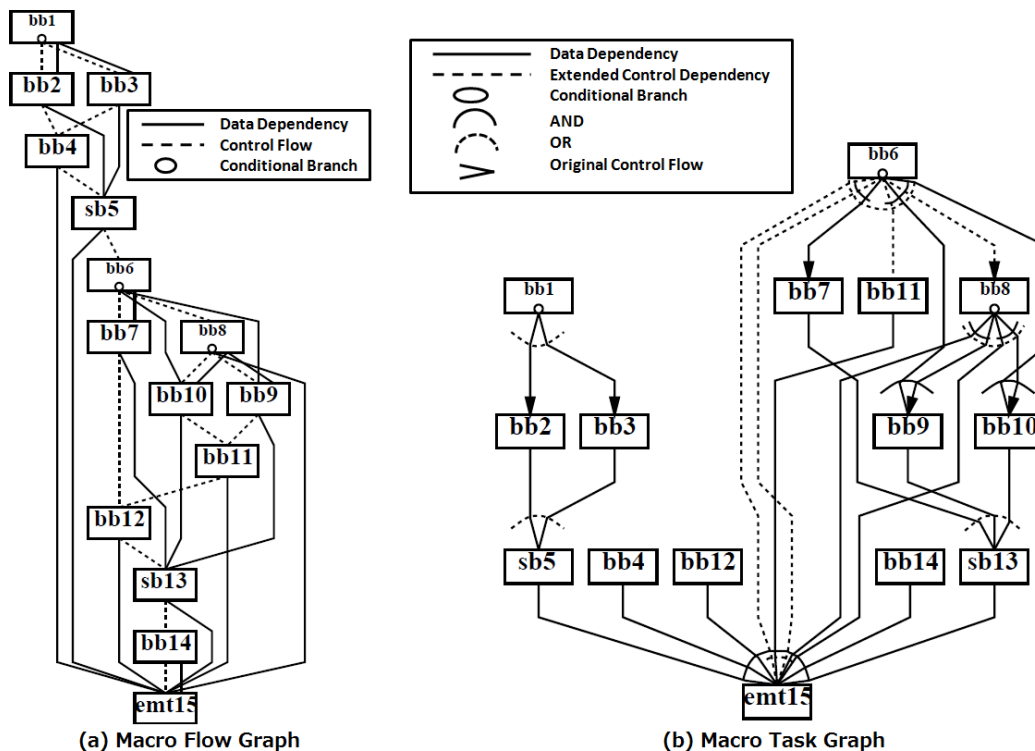 bb1
bb2
bb3
bb4
sb5
bb6
bb7
bb8
bb10
bb9
bb11
bb12
sb13
bb14
emt15
Data Dependency
Control Flow
Conditional Branch
(a) Macro Flow Graph
Data Dependency
Extended Control Dependency
Conditional Branch
AND
OR
Original Control Flow
bb6
bb1
bb7
bb11
bb8
bb2
bb3
bb9
bb10
sb5
bb4
bb12
bb14
sb13
emt15
(b) Macro Task Graph